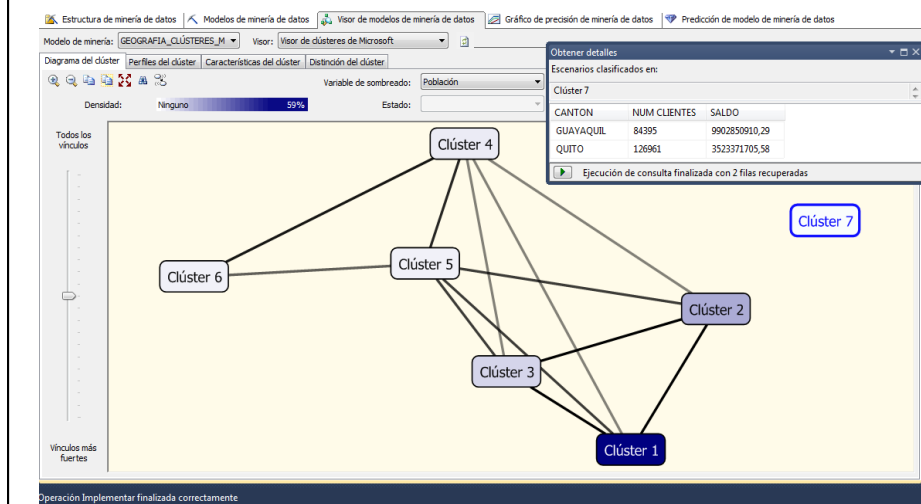 Estructura de minería de datos Modelos de minería de datos Visor de modelos de minería de datos Gráfico de precisión de minería de datos Predicción de modelo de minería de datos
Modelo de minería: GEOGRAFIA_CLÚSTERES_M Visor: Visor de clústeres de Microsoft
Diagrama del clúster Perfiles del clúster Características del clúster Distinción del clúster
Variable de sombreado: Población
Densidad: Ninguno 59% Estado:
Obtener detalles
Escenarios clasificados en:
Clúster 7
CANTON NUM CLIENTES SALDO
GUAYAQUIL 84395 9902850910,29
QUITO 126961 3523371705,58
Ejecución de consulta finalizada con 2 filas recuperadas
Todos los
vínculos
Clúster 4
Clúster 7
Clúster 5
Clúster 6
Clúster 2
Clúster 3
Clúster 1
Vínculos más
fuertes
Operación Implementar finalizada correctamente